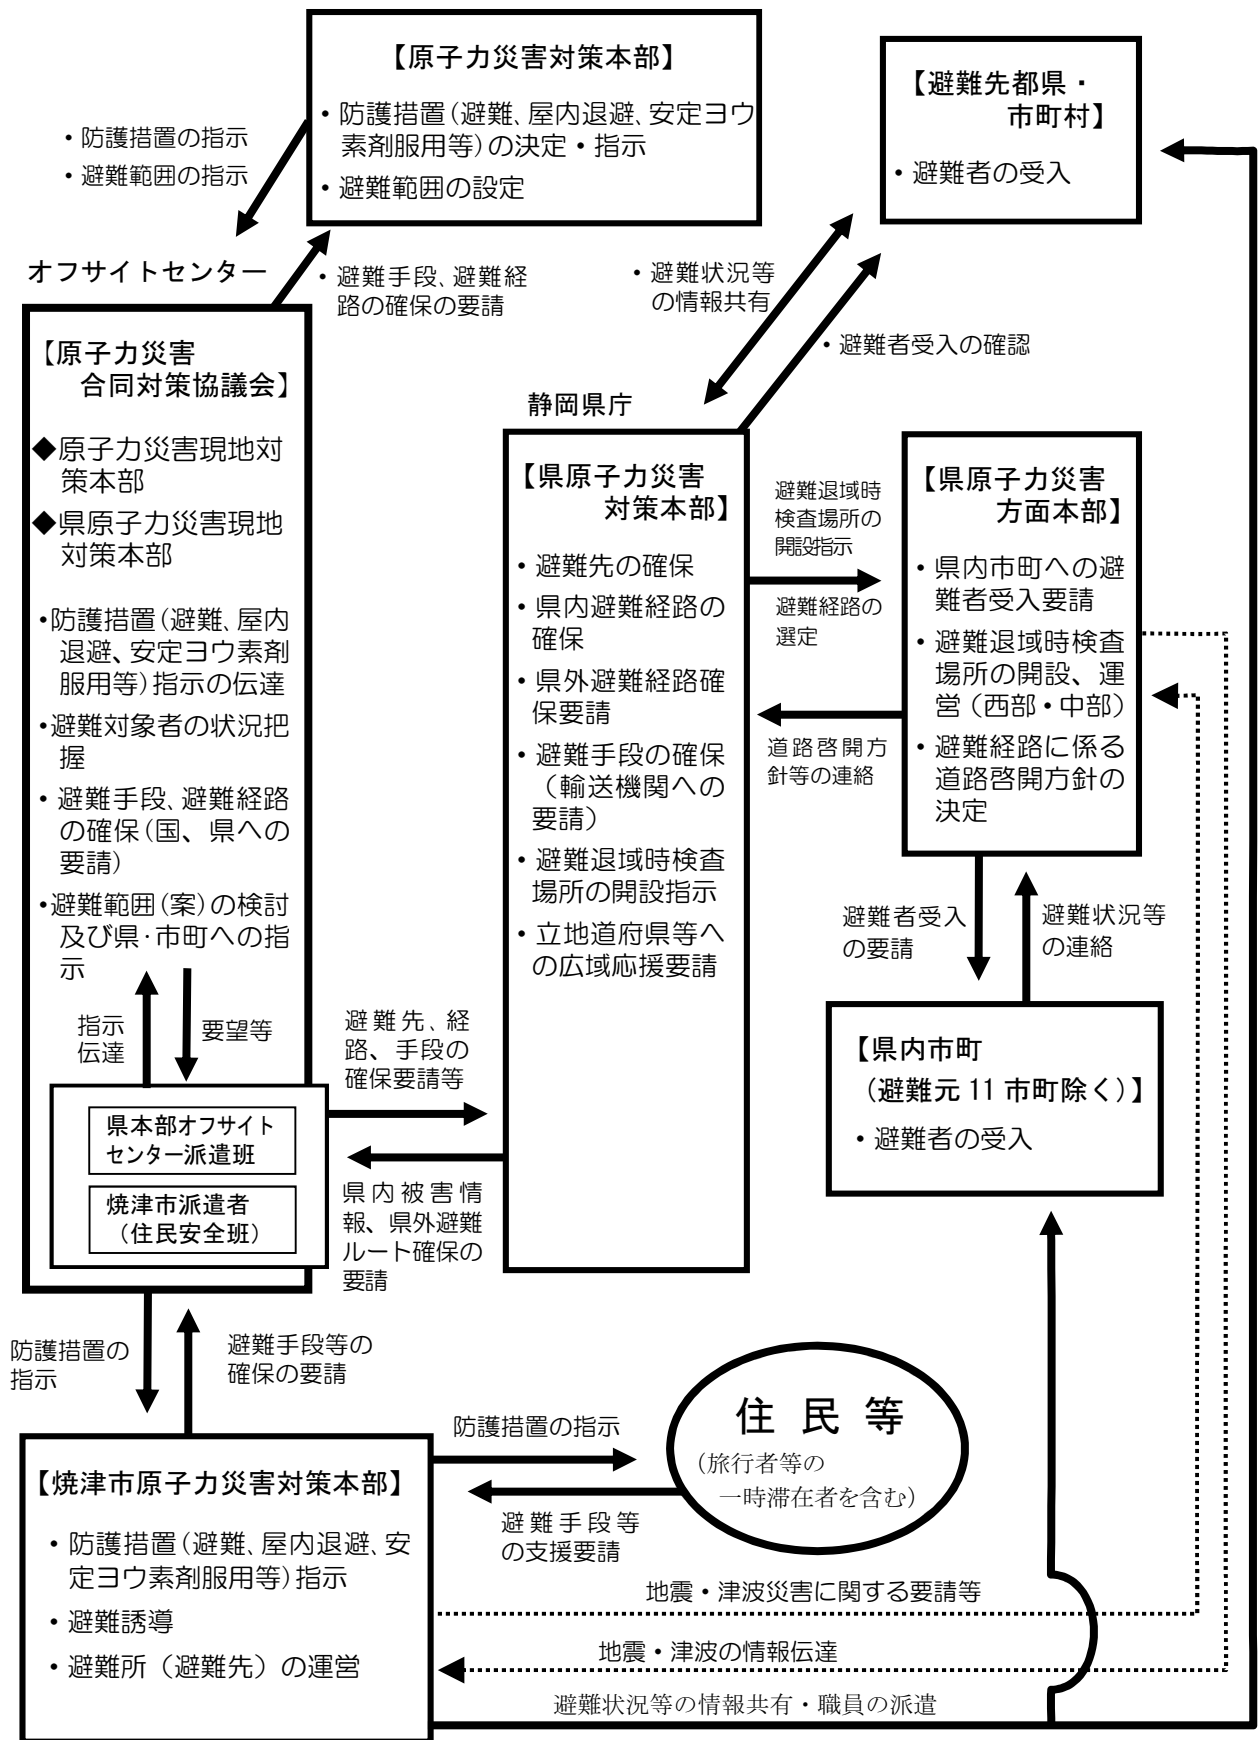 【原子力災害対策本部】
・防護措置(避難、屋内退避、安定ヨウ
素剤服用等)の決定・指示
・避難範囲の設定
【避難先都県・
市町村】
・避難者の受入
・防護措置の指示
・避難範囲の指示
オフサイトセンター
・避難手段、避難経
路の確保の要請
・避難状況等
の情報共有
・避難者受入の確認
【原子力災害
合同対策協議会】
◆原子力災害現地対
策本部
◆県原子力災害現地
対策本部
・防護措置(避難、屋内
退避、安定ヨウ素剤
服用等)指示の伝達
・避難対象者の状況把
握
・避難手段、避難経路
の確保(国、県への
要請)
・避難範囲(案)の検討
及び県・市町への指
示
指示
伝達
要望等
県本部オフサイト
センター派遣班
焼津市派遣者
(住民安全班)
避難先、経
路、手段の
確保要請等
県内被害情
報、県外避難
ルート確保の
要請
静岡県庁
【県原子力災害
対策本部】
・避難先の確保
・県内避難経路の
確保
・県外避難経路確
保要請
・避難手段の確保
(輸送機関への
要請)
・避難退域時検査
場所の開設指示
・立地道府県等へ
の広域応援要請
避難退域時
検査場所の
開設指示
避難経路の
選定
道路啓開方
針等の連絡
【県原子力災害
方面本部】
・県内市町への避
難者受入要請
・避難退域時検査
場所の開設、運
営(西部・中部)
・避難経路に係る
道路啓開方針の
決定
避難者受入
の要請
避難状況等
の連絡
【県内市町
(避難元 11 市町除く)】
・避難者の受入
防護措置の
指示
避難手段等の
確保の要請
【焼津市原子力災害対策本部】
・防護措置(避難、屋内退避、安
定ヨウ素剤服用等)指示
・避難誘導
・避難所(避難先)の運営
防護措置の指示
避難手段等
の支援要請
住 民 等
(旅行者等の
一時滞在者を含む)
地震・津波災害に関する要請等
地震・津波の情報伝達
避難状況等の情報共有・職員の派遣